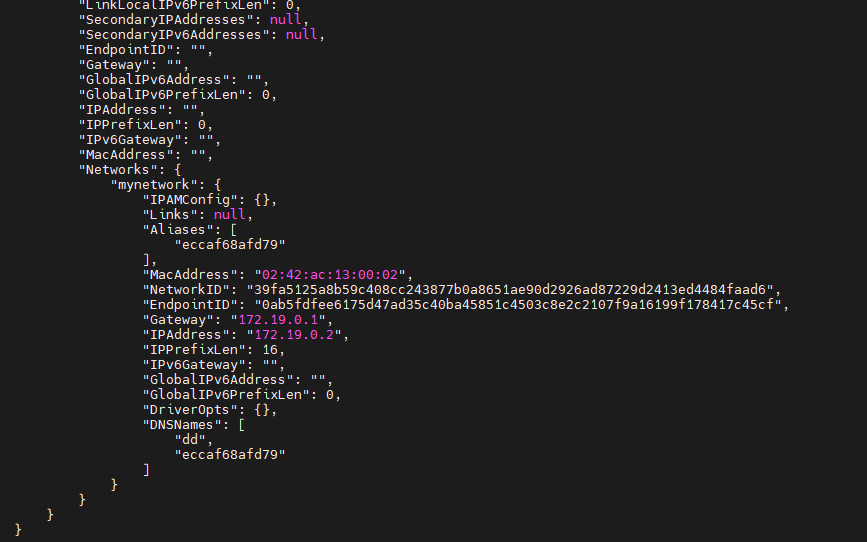 "LinkLocalIPv6PrefixLen": 0,
"SecondaryIPAddresses": null,
"SecondaryIPv6Addresses": null,
"EndpointID": "",
"Gateway": "",
"GlobalIPv6Address": "",
"GlobalIPv6PrefixLen": 0,
"IPAddress": "",
"IPPrefixLen": 0,
"IPv6Gateway": "",
"MacAddress": "",
"Networks": {
"mynetwork": {
"IPAMConfig": {},
"Links": null,
"Aliases": [
"eccaf68afd79"
],
"MacAddress": "02:42:ac:13:00:02",
"NetworkID": "39fa5125a8b59c408cc243877b0a8651ae90d2926ad87229d2413ed4484faad6",
"EndpointID": "0ab5fdfee6175d47ad35c40ba45851c4503c8e2c2107f9a16199f178417c45cf",
"Gateway": "172.19.0.1",
"IPAddress": "172.19.0.2",
"IPPrefixLen": 16,
"IPv6Gateway": "",
"GlobalIPv6Address": "",
"GlobalIPv6PrefixLen": 0,
"DriverOpts": {},
"DNSNames": [
"dd",
"eccaf68afd79"
]
}
}
}
}